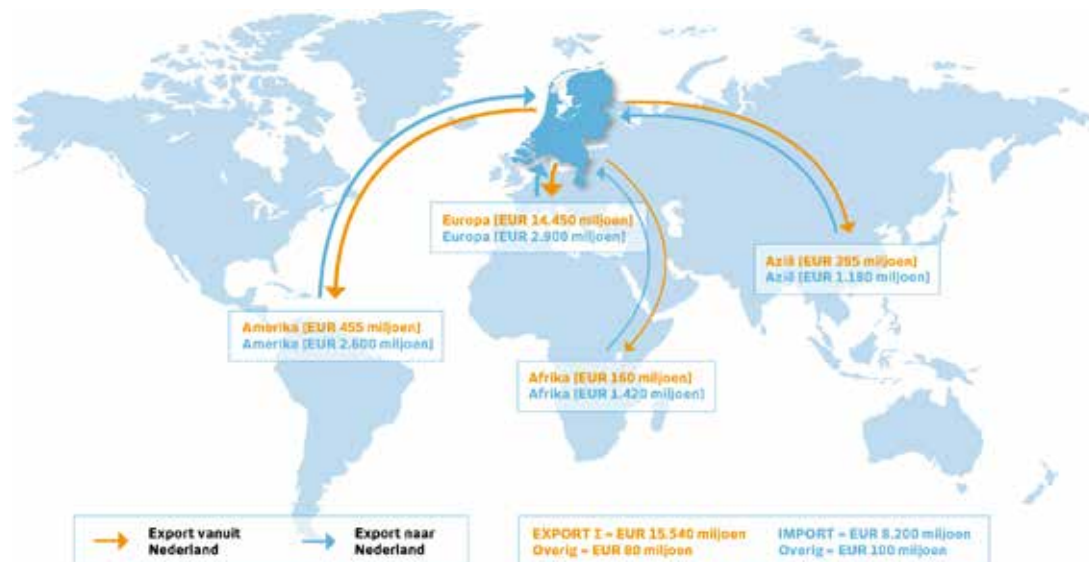 Europa [EUR 14.450 miljoen]
Europa [EUR 2.900 miljoen]
Azië [EUR 395 miljoen]
Azië [EUR 1.180 miljoen]
Amerika [EUR 455 miljoen]
Amerika [EUR 2.600 miljoen]
Afrika [EUR 160 miljoen]
Afrika [EUR 1.420 miljoen]
Export vanuit
Nederland
Export naar
Nederland
EXPORT Σ = EUR 15.540 miljoen
Overig = EUR 80 miljoen
IMPORT = EUR 8.200 miljoen
Overig = EUR 100 miljoen